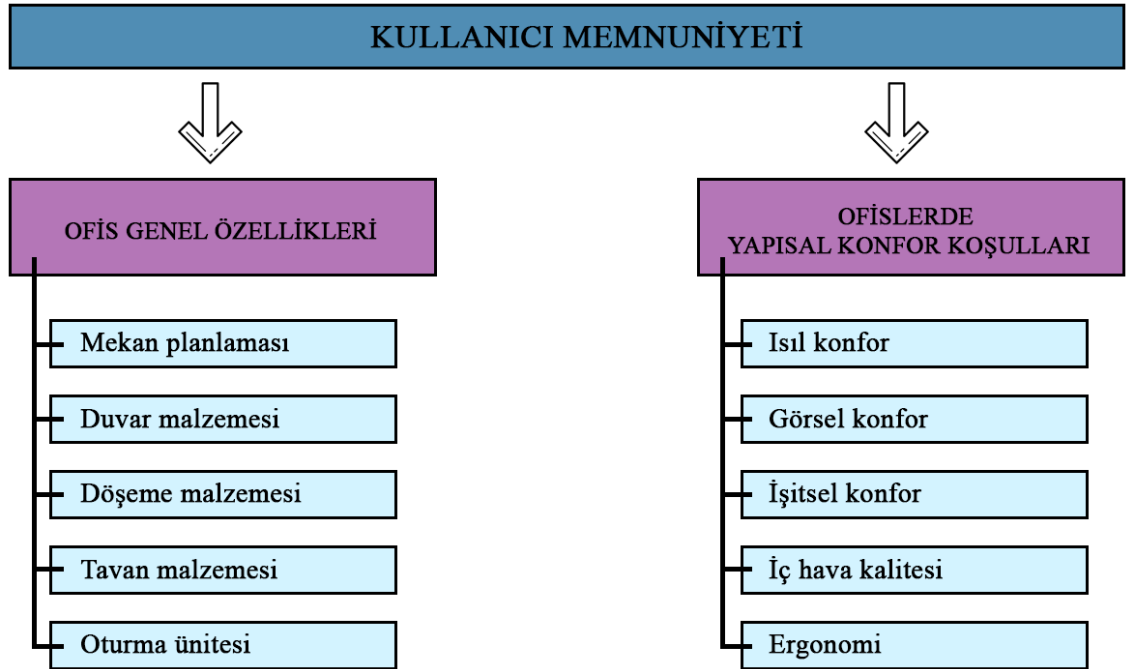 KULLANICI MEMNUNİYETİ
OFİS GENEL ÖZELLİKLERİ
Mekan planlaması
Duvar malzemesi
Döşeme malzemesi
Tavan malzemesi
Oturma ünitesi
OFİSLERDE
YAPISAL KONFOR KOŞULLARI
Isıl konfor
Görsel konfor
İşitsel konfor
İç hava kalitesi
Ergonomi